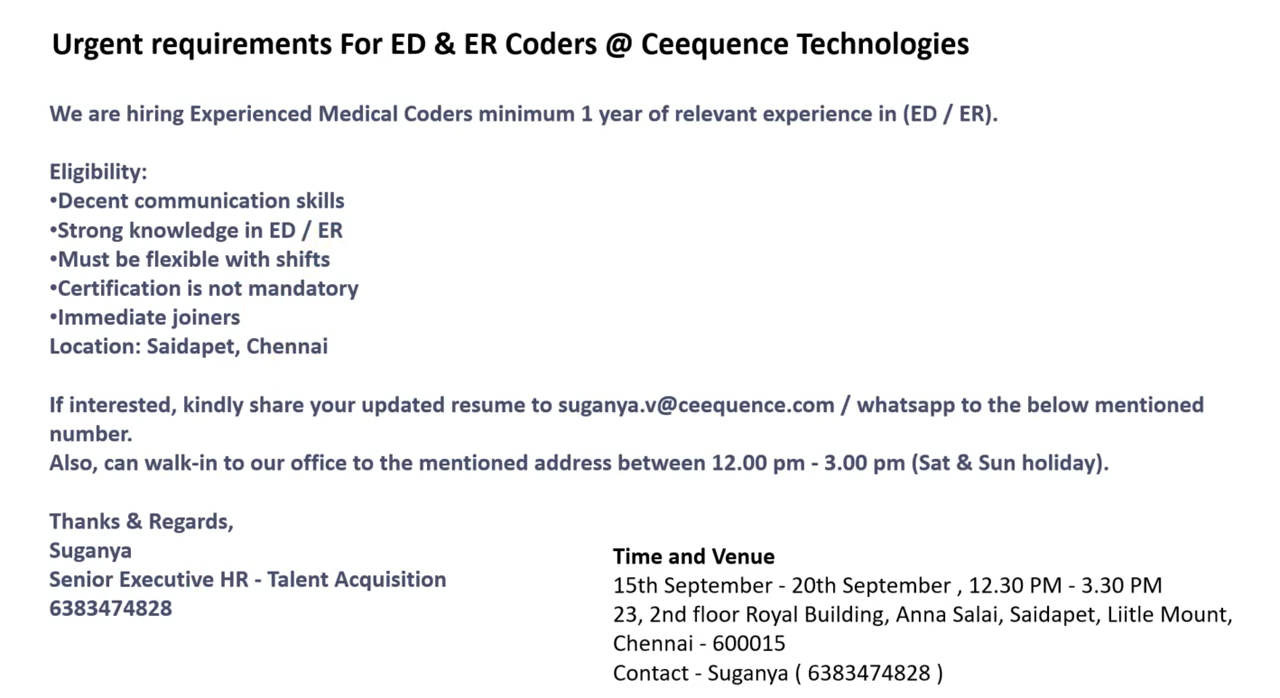 Urgent requirements For ED & ER Coders @ Ceequence Technologies
We are hiring Experienced Medical Coders minimum 1 year of relevant experience in (ED / ER).
Eligibility:
•Decent communication skills
•Strong knowledge in ED / ER
•Must be flexible with shifts
•Certification is not mandatory
•Immediate joiners
Location: Saidapet, Chennai
If interested, kindly share your updated resume to suganya.v@ceequence.com / whatsapp to the below mentioned
number.
Also, can walk-in to our office to the mentioned address between 12.00 pm - 3.00 pm (Sat & Sun holiday).
Thanks & Regards,
Suganya
Senior Executive HR - Talent Acquisition
6383474828
Time and Venue
15th September - 20th September , 12.30 PM - 3.30 PM
23, 2nd floor Royal Building, Anna Salai, Saidapet, Liitle Mount,
Chennai - 600015
Contact - Suganya ( 6383474828 )